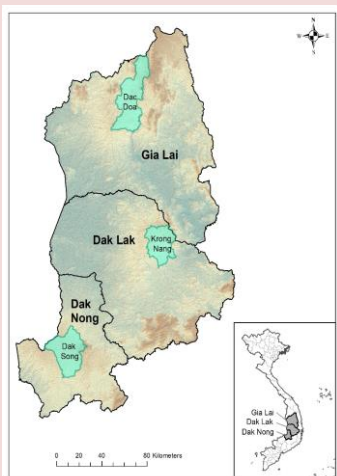 N
W E
S
Dac
Doa
Gia Lai
Dak Lak
Krong
Nang
Dak
Nong
Dak
Song
0 20 40 80 Kilometers
Gia Lai
Dak Lak
Dak Nong